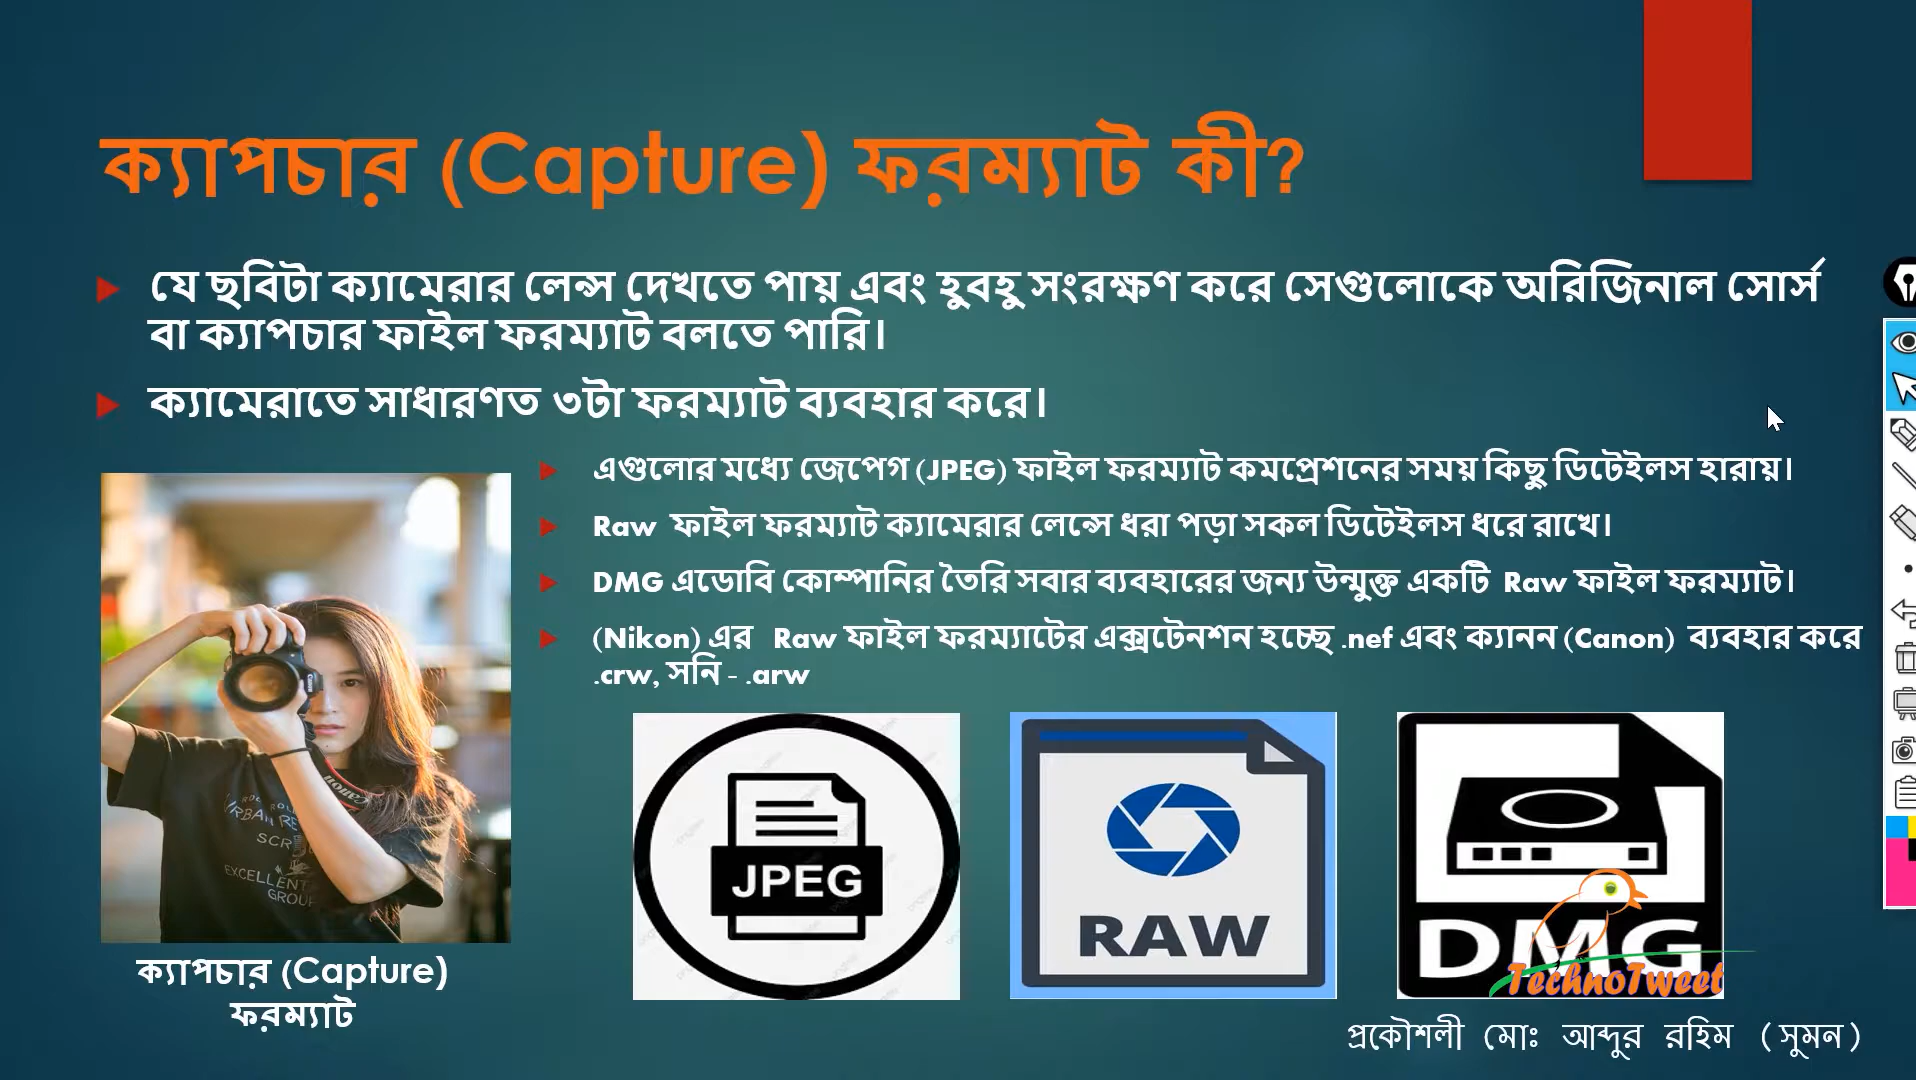 ক্যাপচার (Capture) ফরম্যাট কী?
যে ছবিটা ক্যামেরার লেন্স দেখতে পায় এবং হুবহু সংরক্ষণ করে সেগুলোকে অরিজিনাল সোর্স
বা ক্যাপচার ফাইল ফরম্যাট বলতে পারি।
ক্যামেরাতে সাধারণত ৩টা ফরম্যাট ব্যবহার করে।
এগুলোর মধ্যে জেপেগ (JPEG) ফাইল ফরম্যাট কমপ্রেশনের সময় কিছু ডিটেইলস হারায়।
Raw ফাইল ফরম্যাট ক্যামেরার লেন্সে ধরা পড়া সকল ডিটেইলস ধরে রাখে।
DMG এডোবি কোম্পানির তৈরি সবার ব্যবহারের জন্য উন্মুক্ত একটি Raw ফাইল ফরম্যাট।
(Nikon) এর Raw ফাইল ফরম্যাটের এক্সটেনশন হচ্ছে .nef এবং ক্যানন (Canon) ব্যবহার করে
.crw, সনি - .arw
Canon
SCR
EXCELLENT
GROUP
JPEG
RAW
DMG
TechnoTweet
ক্যাপচার (Capture)
ফরম্যাট
প্রকৌশলী মোঃ আব্দুর রহিম (সুমন)